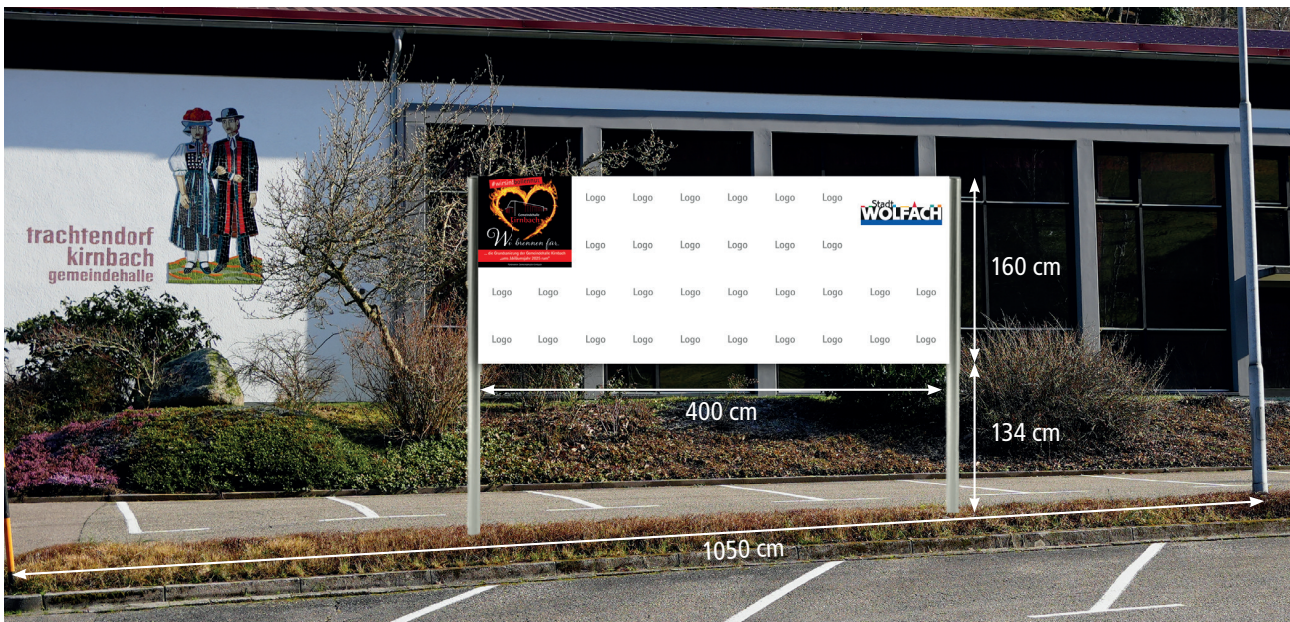 trachtendorf
kirnbach
gemeindehalle
#wirsind
Gemeindehalle
Kirnbach
Wir brennen für...
Logo Logo Logo Logo Logo Logo
Stadt
WOLFACH
Logo Logo Logo Logo Logo Logo
Logo Logo Logo Logo Logo Logo Logo Logo Logo Logo
Logo Logo Logo Logo Logo Logo Logo Logo Logo Logo
160 cm
400 cm
134 cm
1050 cm